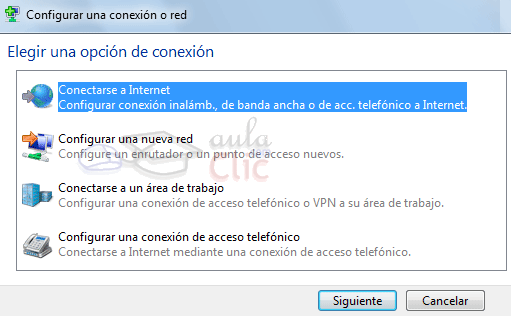 Configurar una conexión o red
Elegir una opción de conexión
Conectarse a Internet
Configurar conexión inalámb., de banda ancha o de acc. telefónico a Internet.
Configurar una nueva red
Configure un enrutador o un punto de acceso nuevos.
aula
clic
Conectarse a un área de trabajo
Configurar una conexión de acceso telefónico o VPN a su área de trabajo.
Configurar una conexión de acceso telefónico
Conectarse a Internet mediante una conexión de acceso telefónico.
Siguiente
Cancelar